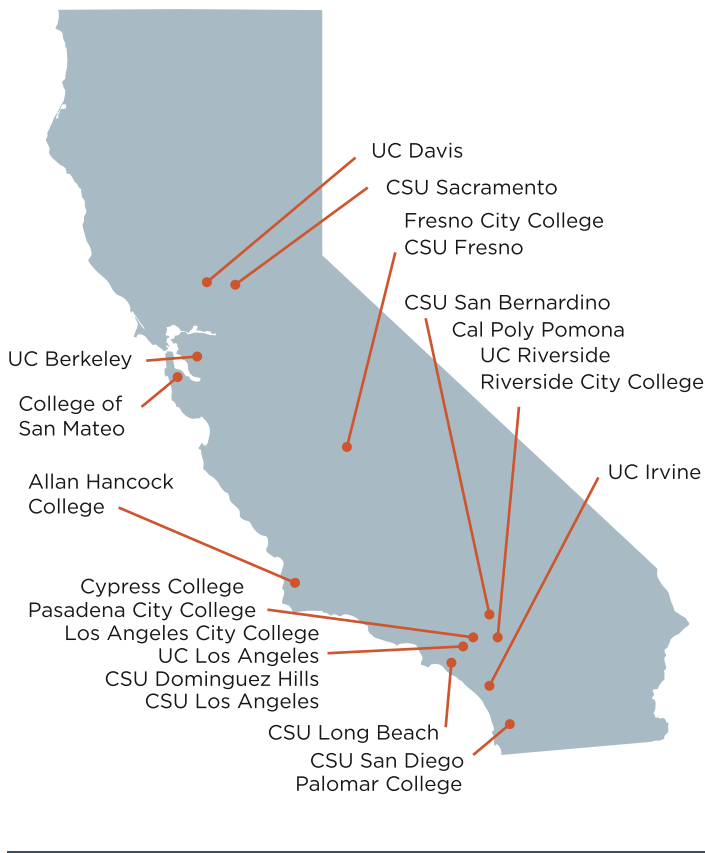 UC Davis
CSU Sacramento
Fresno City College
CSU Fresno
CSU San Bernardino
Cal Poly Pomona
UC Riverside
Riverside City College
UC Berkeley
College of
San Mateo
UC Irvine
Allan Hancock
College
Cypress College
Pasadena City College
Los Angeles City College
UC Los Angeles
CSU Dominguez Hills
CSU Los Angeles
CSU Long Beach
CSU San Diego
Palomar College